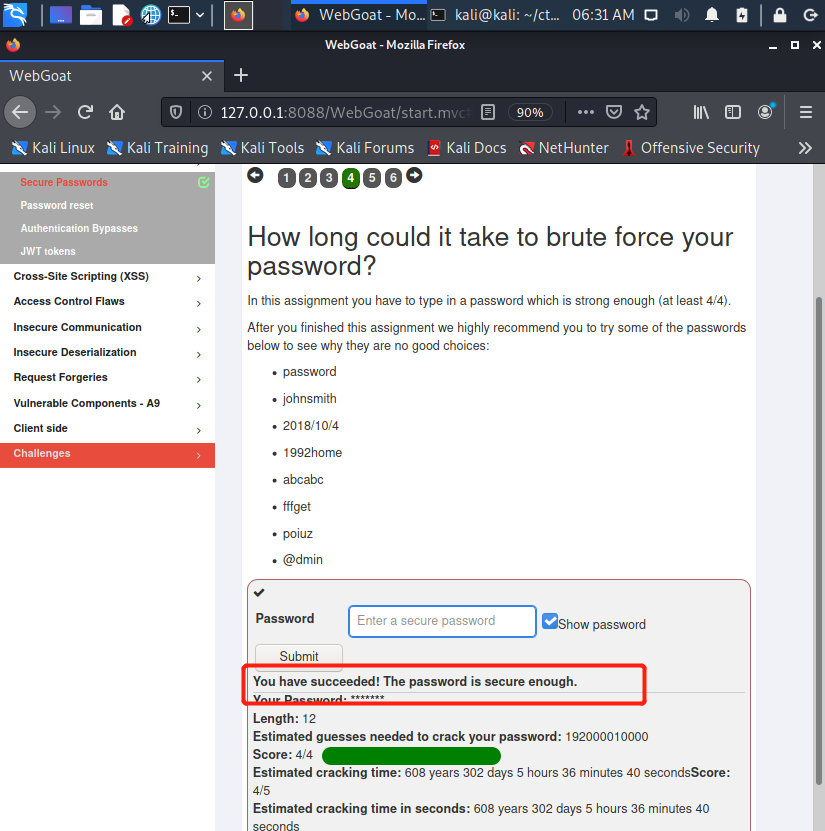 WebGoat - Mo...
kali@kali: ~/ct...
06:31 AM
WebGoat - Mozilla Firefox
WebGoat
127.0.0.1:8088/WebGoat/start.mvc#
90%
Kali Linux
Kali Training
Kali Tools
Kali Forums
Kali Docs
NetHunter
Offensive Security
Secure Passwords
Password reset
Authentication Bypasses
JWT tokens
Cross-Site Scripting (XSS)
Access Control Flaws
Insecure Communication
Insecure Deserialization
Request Forgeries
Vulnerable Components - A9
Client side
Challenges
1 2 3 4 5 6
How long could it take to brute force your
password?
In this assignment you have to type in a password which is strong enough (at least 4/4).
After you finished this assignment we highly recommend you to try some of the passwords
below to see why they are no good choices:
• password
• johnsmith
• 2018/10/4
• 1992home
• abcabc
• fffget
• poiuz
• @dmin
Password
Enter a secure password
Show password
Submit
You have succeeded! The password is secure enough.
Your Password: *******
Length: 12
Estimated guesses needed to crack your password: 192000010000
Score: 4/4
Estimated cracking time: 608 years 302 days 5 hours 36 minutes 40 secondsScore:
4/5
Estimated cracking time in seconds: 608 years 302 days 5 hours 36 minutes 40
seconds